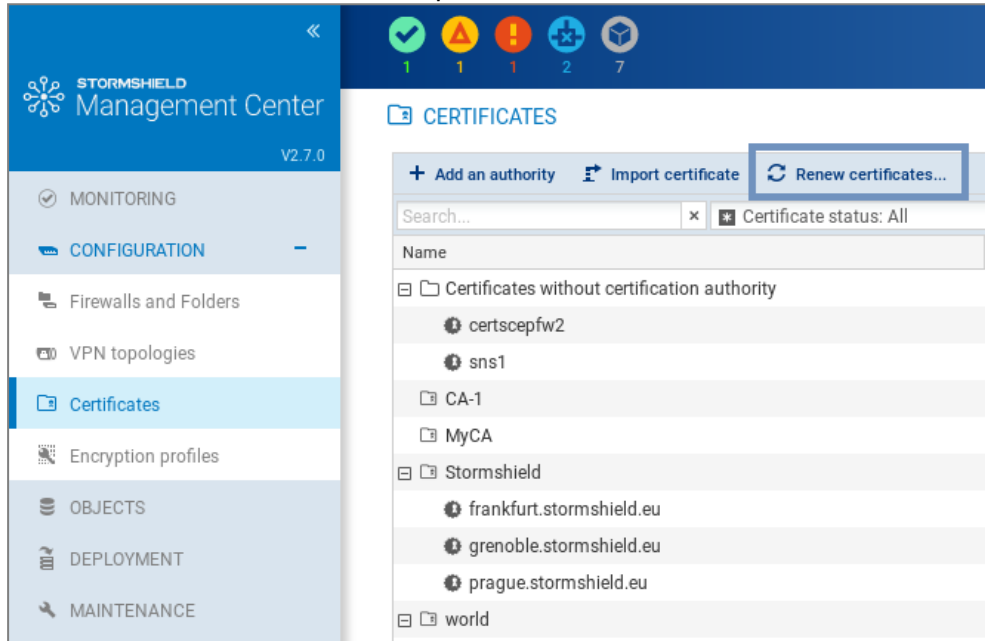 «
STORMSHIELD
Management Center
V2.7.0
MONITORING
CONFIGURATION
Firewalls and Folders
VPN topologies
Certificates
Encryption profiles
OBJECTS
DEPLOYMENT
MAINTENANCE
1 1 1 2 7
CERTIFICATES
+ Add an authority Import certificate Renew certificates...
Search... × Certificate status: All
Name
Certificates without certification authority
certscepfw2
sns1
CA-1
MyCA
Stormshield
frankfurt.stormshield.eu
grenoble.stormshield.eu
prague.stormshield.eu
world